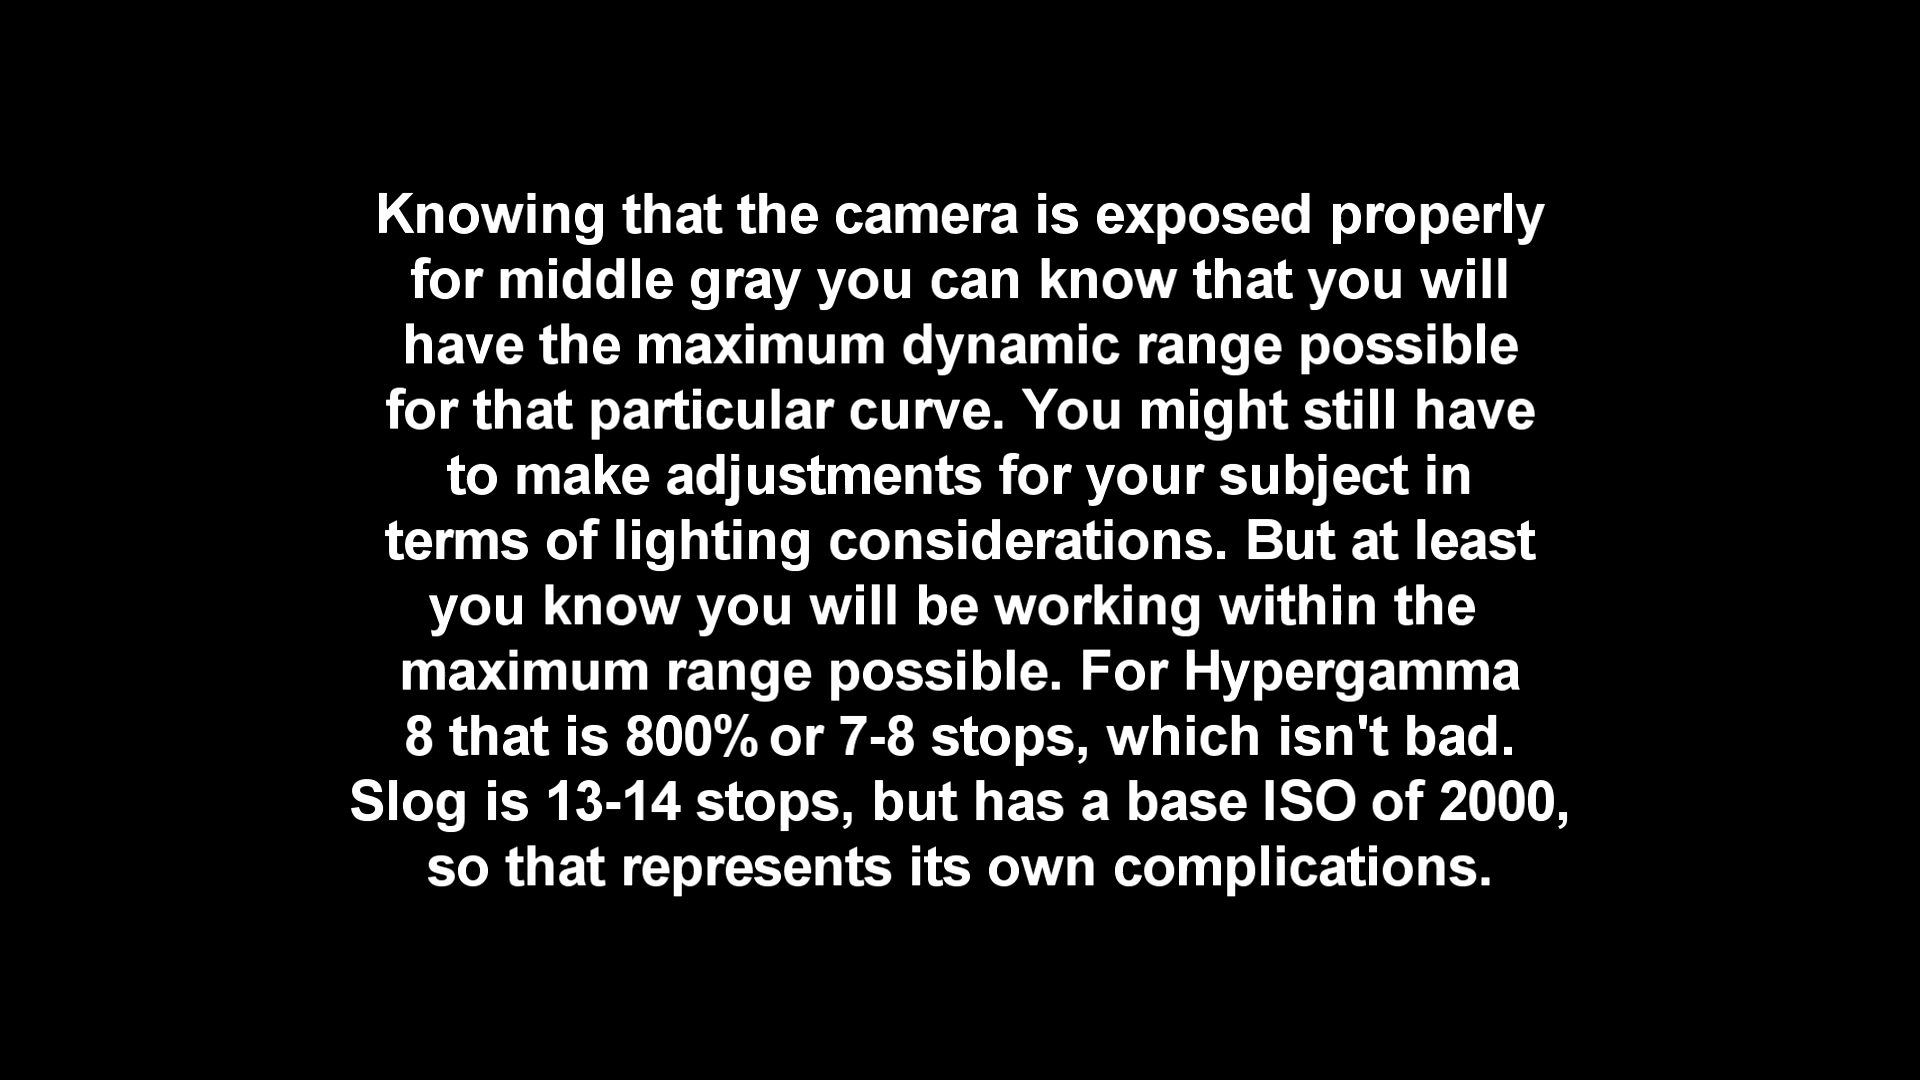 Knowing that the camera is exposed properly
for middle gray you can know that you will
have the maximum dynamic range possible
for that particular curve. You might still have
to make adjustments for your subject in
terms of lighting considerations. But at least
you know you will be working within the
maximum range possible. For Hypergamma
8 that is 800% or 7-8 stops, which isn't bad.
Slog is 13-14 stops, but has a base ISO of 2000,
so that represents its own complications.